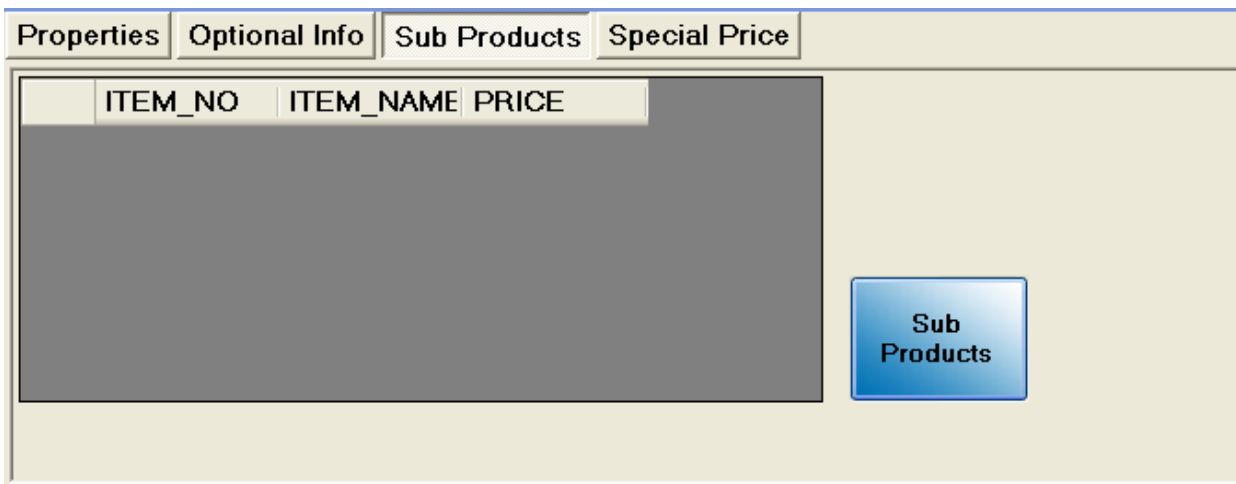 Properties Optional Info Sub Products Special Price
ITEM_NO ITEM_NAME PRICE
Sub
Products